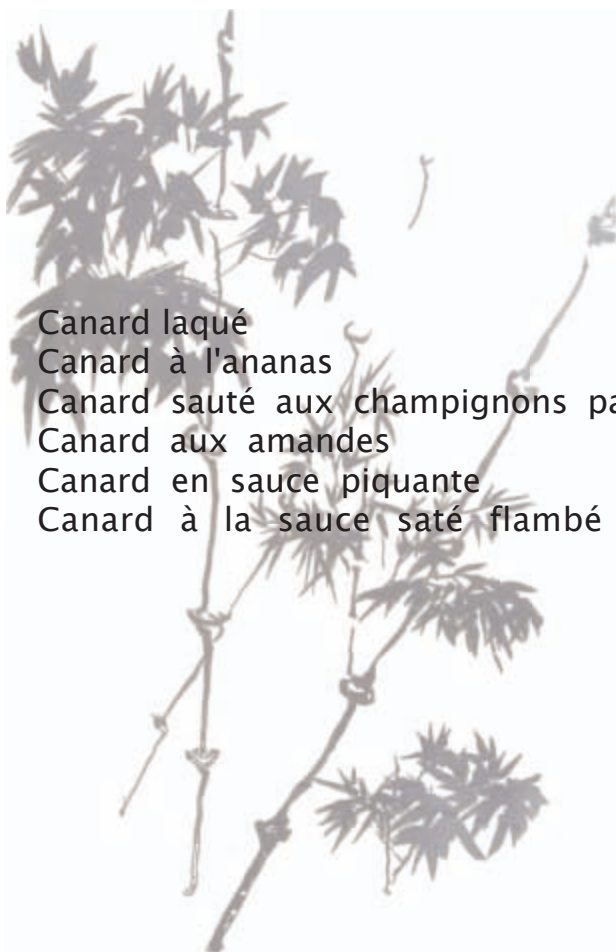 Canard laqué
Canard à l'ananas
Canard sauté aux champignons
Canard aux amandes
Canard en sauce piquante
Canard à la sauce saté flambé